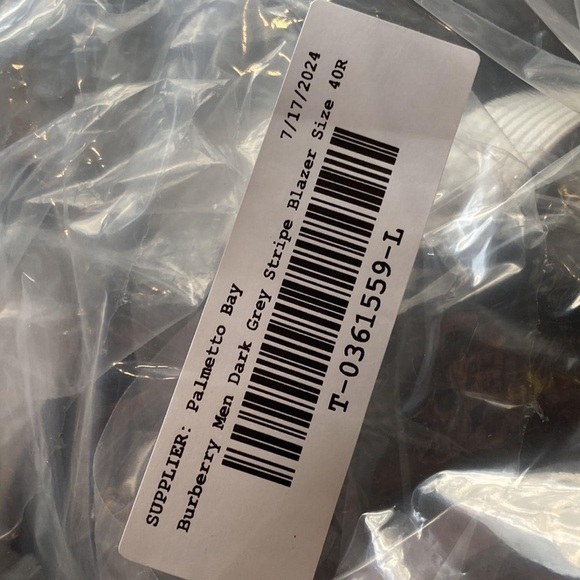 SUPPLIER: Palmetto Bay 7/17/2024
Burberry Men Dark Grey Stripe Blazer Size 40R
T-0361559-L